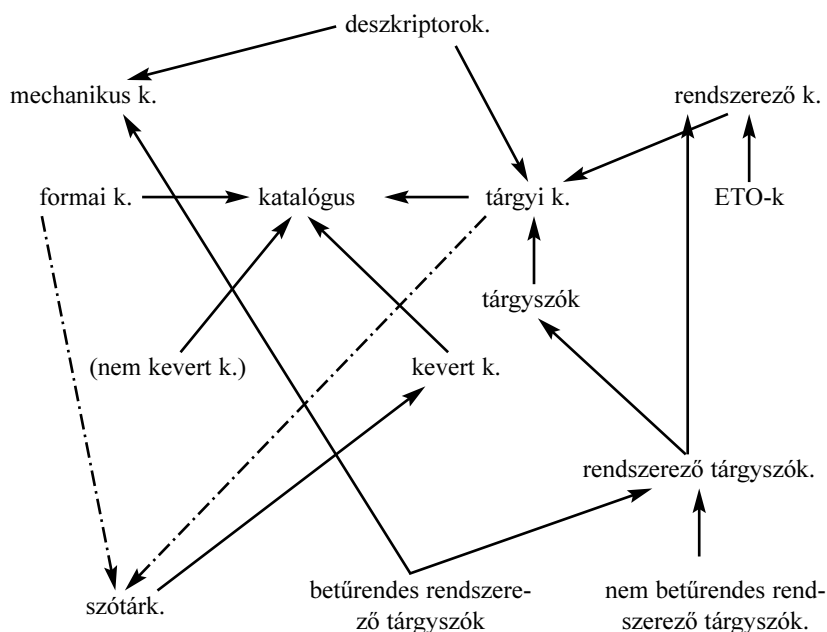 deszkriptorok.
mechanikus k.
rendszerező k.
formai k.
katalógus
tárgyi k.
ETO-k
tárgyszók
(nem kevert k.)
kevert k.
rendszerező tárgyszók.
szótárk.
betűrendes rendszere-
ző tárgyszók
nem betűrendes rend-
szerező tárgyszók.